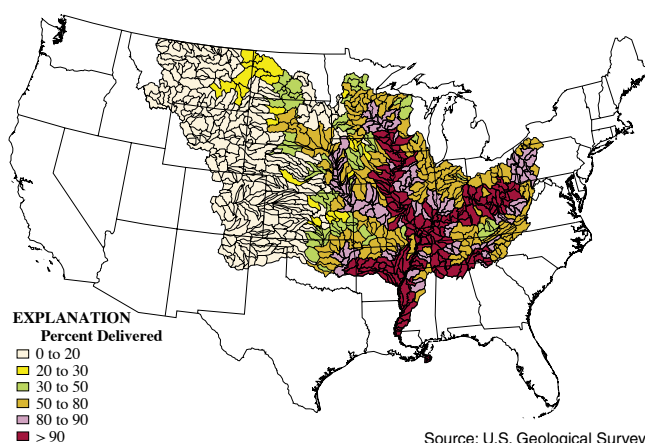 EXPLANATION
Percent Delivered
0 to 20
20 to 30
30 to 50
50 to 80
80 to 90
> 90
Source: U.S. Geological Survey